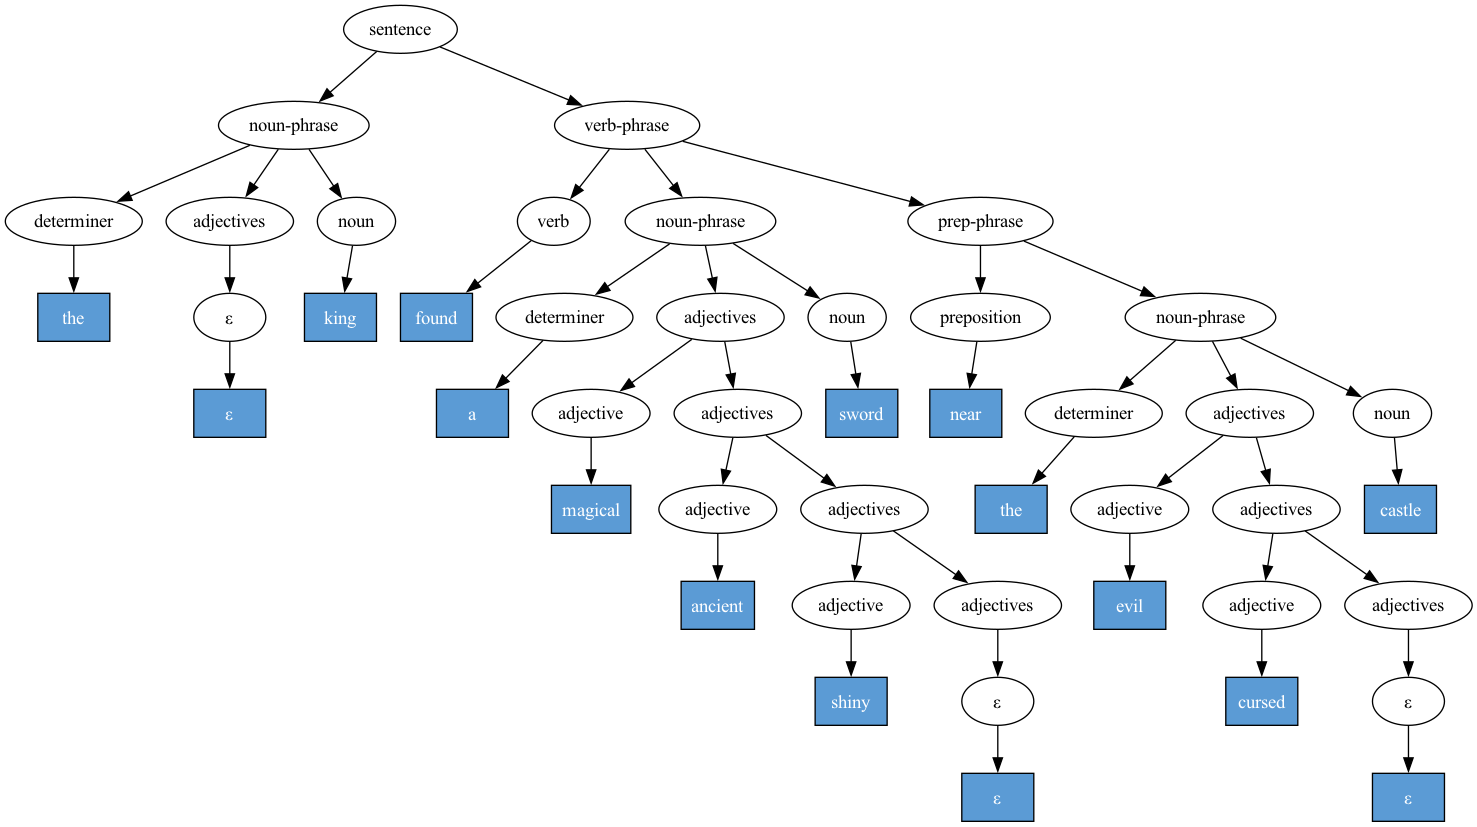 sentence
noun-phrase verb-phrase
determiner adjectives noun verb noun-phrase prep-phrase
the ε king found determiner adjectives noun preposition noun-phrase
ε a adjective adjectives sword near determiner adjectives noun
magical adjective adjectives the adjective adjectives castle
ancient adjective adjectives evil adjective adjectives
shiny ε cursed ε
ε ε